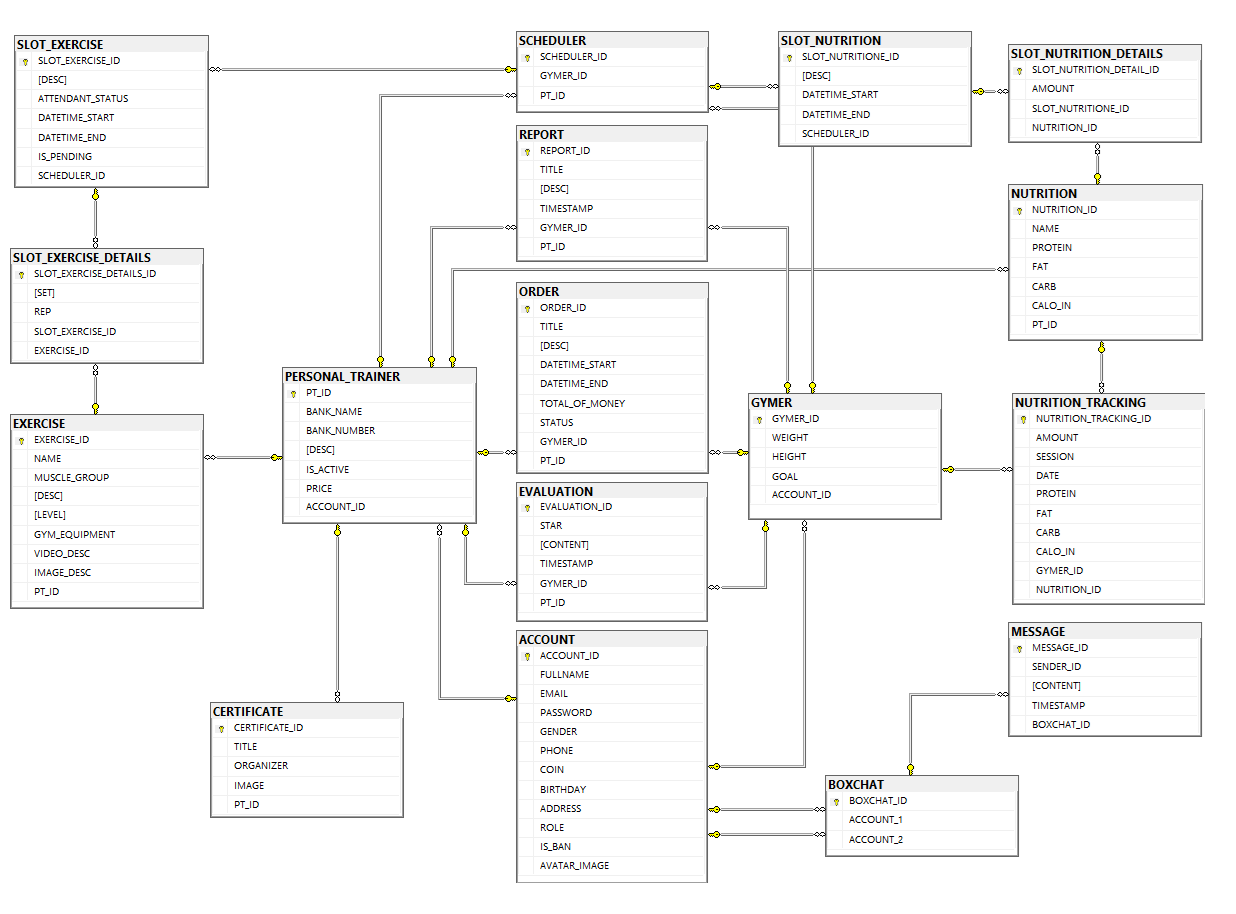 SLOT_EXERCISE
SLOT_EXERCISE_ID
[DESC]
ATTENDANT_STATUS
DATETIME_START
DATETIME_END
IS_PENDING
SCHEDULER_ID
SCHEDULER
SCHEDULER_ID
GYMER_ID
PT_ID
SLOT_NUTRITION
SLOT_NUTRITIONE_ID
[DESC]
DATETIME_START
DATETIME_END
SCHEDULER_ID
SLOT_NUTRITION_DETAILS
SLOT_NUTRITION_DETAIL_ID
AMOUNT
SLOT_NUTRITIONE_ID
NUTRITION_ID
REPORT
REPORT_ID
TITLE
[DESC]
TIMESTAMP
GYMER_ID
PT_ID
NUTRITION
NUTRITION_ID
NAME
PROTEIN
FAT
CARB
CALO_IN
PT_ID
SLOT_EXERCISE_DETAILS
SLOT_EXERCISE_DETAILS_ID
[SET]
REP
SLOT_EXERCISE_ID
EXERCISE_ID
ORDER
ORDER_ID
TITLE
[DESC]
DATETIME_START
DATETIME_END
TOTAL_OF_MONEY
STATUS
GYMER_ID
PT_ID
PERSONAL_TRAINER
PT_ID
BANK_NAME
BANK_NUMBER
[DESC]
IS_ACTIVE
PRICE
ACCOUNT_ID
GYMER
GYMER_ID
WEIGHT
HEIGHT
GOAL
ACCOUNT_ID
NUTRITION_TRACKING
NUTRITION_TRACKING_ID
AMOUNT
SESSION
DATE
PROTEIN
FAT
CARB
CALO_IN
GYMER_ID
NUTRITION_ID
EXERCISE
EXERCISE_ID
NAME
MUSCLE_GROUP
[DESC]
[LEVEL]
GYM_EQUIPMENT
VIDEO_DESC
IMAGE_DESC
PT_ID
EVALUATION
EVALUATION_ID
STAR
[CONTENT]
TIMESTAMP
GYMER_ID
PT_ID
ACCOUNT
ACCOUNT_ID
FULLNAME
EMAIL
PASSWORD
GENDER
PHONE
COIN
BIRTHDAY
ADDRESS
ROLE
IS_BAN
AVATAR_IMAGE
MESSAGE
MESSAGE_ID
SENDER_ID
[CONTENT]
TIMESTAMP
BOXCHAT_ID
CERTIFICATE
CERTIFICATE_ID
TITLE
ORGANIZER
IMAGE
PT_ID
BOXCHAT
BOXCHAT_ID
ACCOUNT_1
ACCOUNT_2